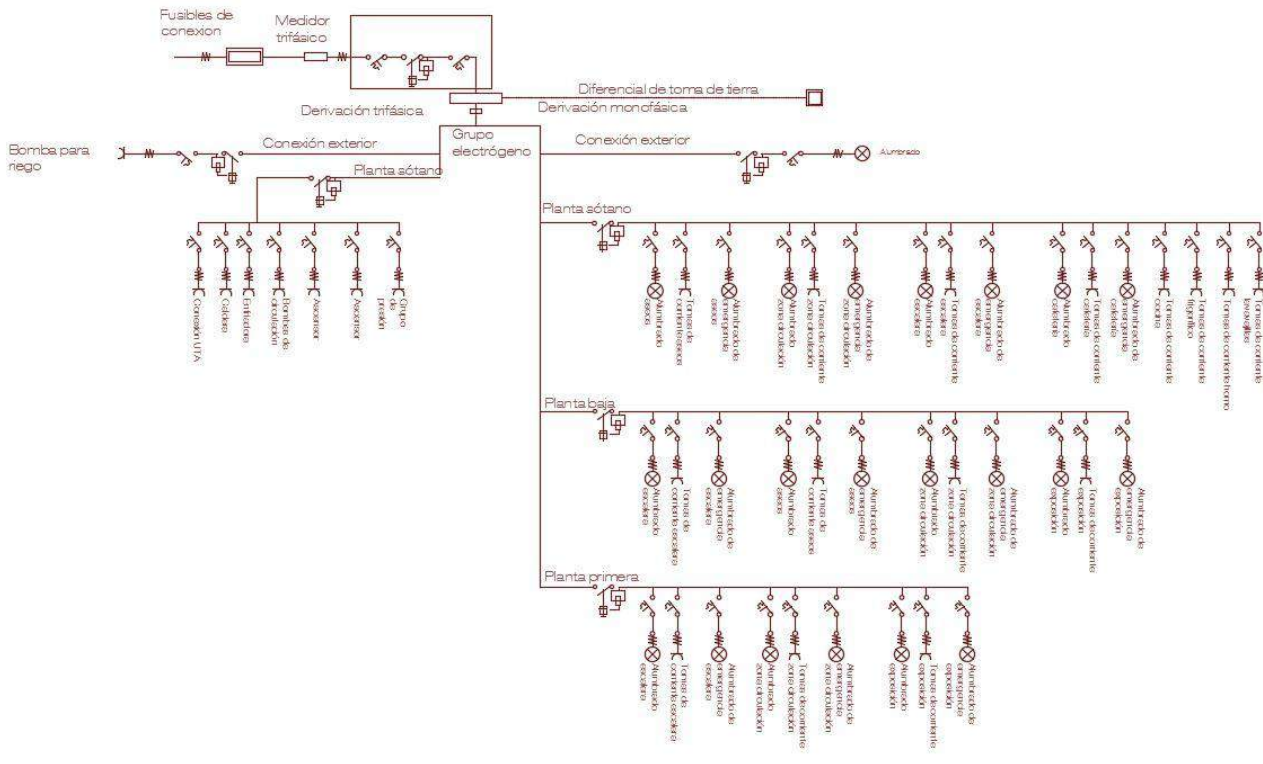 Fusibles de
conexion
Medidor
trifásico
Diferencial de toma de tierra
Derivación trifásica
Derivación monofásica
Grupo
electrógeno
Bomba para
riego
Conexión exterior
Conexión exterior
Alumbrado
Planta sótano
Planta sótano
Conexión UTA
Caldera
Enfriadora
Bombas de
circulación
Ascensor
Ascensor
Grupo
de
presión
Alumbrado
aseos
Tomas de
corriente aseos
Alumbrado de
emergencia
aseos
Alumbrado
zona circulación
Tomas de corriente
zona circulación
Alumbrado de
emergencia
zona circulación
Alumbrado
escalera
Tomas de corriente
escalera
Alumbrado de
emergencia
escalera
Alumbrado
cafetería
Tomas de corriente
cafetería
Alumbrado de
emergencia
cafetería
Tomas de corriente
cocina
Tomas de corriente
frigorífico
Tomas de corriente horno
Tomas de corriente
lavavajillas
Planta baja
Alumbrado
escalera
Tomas de
corriente escalera
Alumbrado de
emergencia
escalera
Alumbrado
aseos
Tomas de
corriente aseos
Alumbrado de
emergencia
aseos
Alumbrado
zona circulación
Tomas de corriente
zona circulación
Alumbrado de
emergencia
zona circulación
Alumbrado
exposición
Tomas de corriente
exposición
Alumbrado de
emergencia
exposición
Planta primera
Alumbrado
escalera
Tomas de
corriente escalera
Alumbrado de
emergencia
escalera
Alumbrado
zona circulación
Tomas de corriente
zona circulación
Alumbrado de
emergencia
zona circulación
Alumbrado
exposición
Tomas de corriente
exposición
Alumbrado de
emergencia
exposición